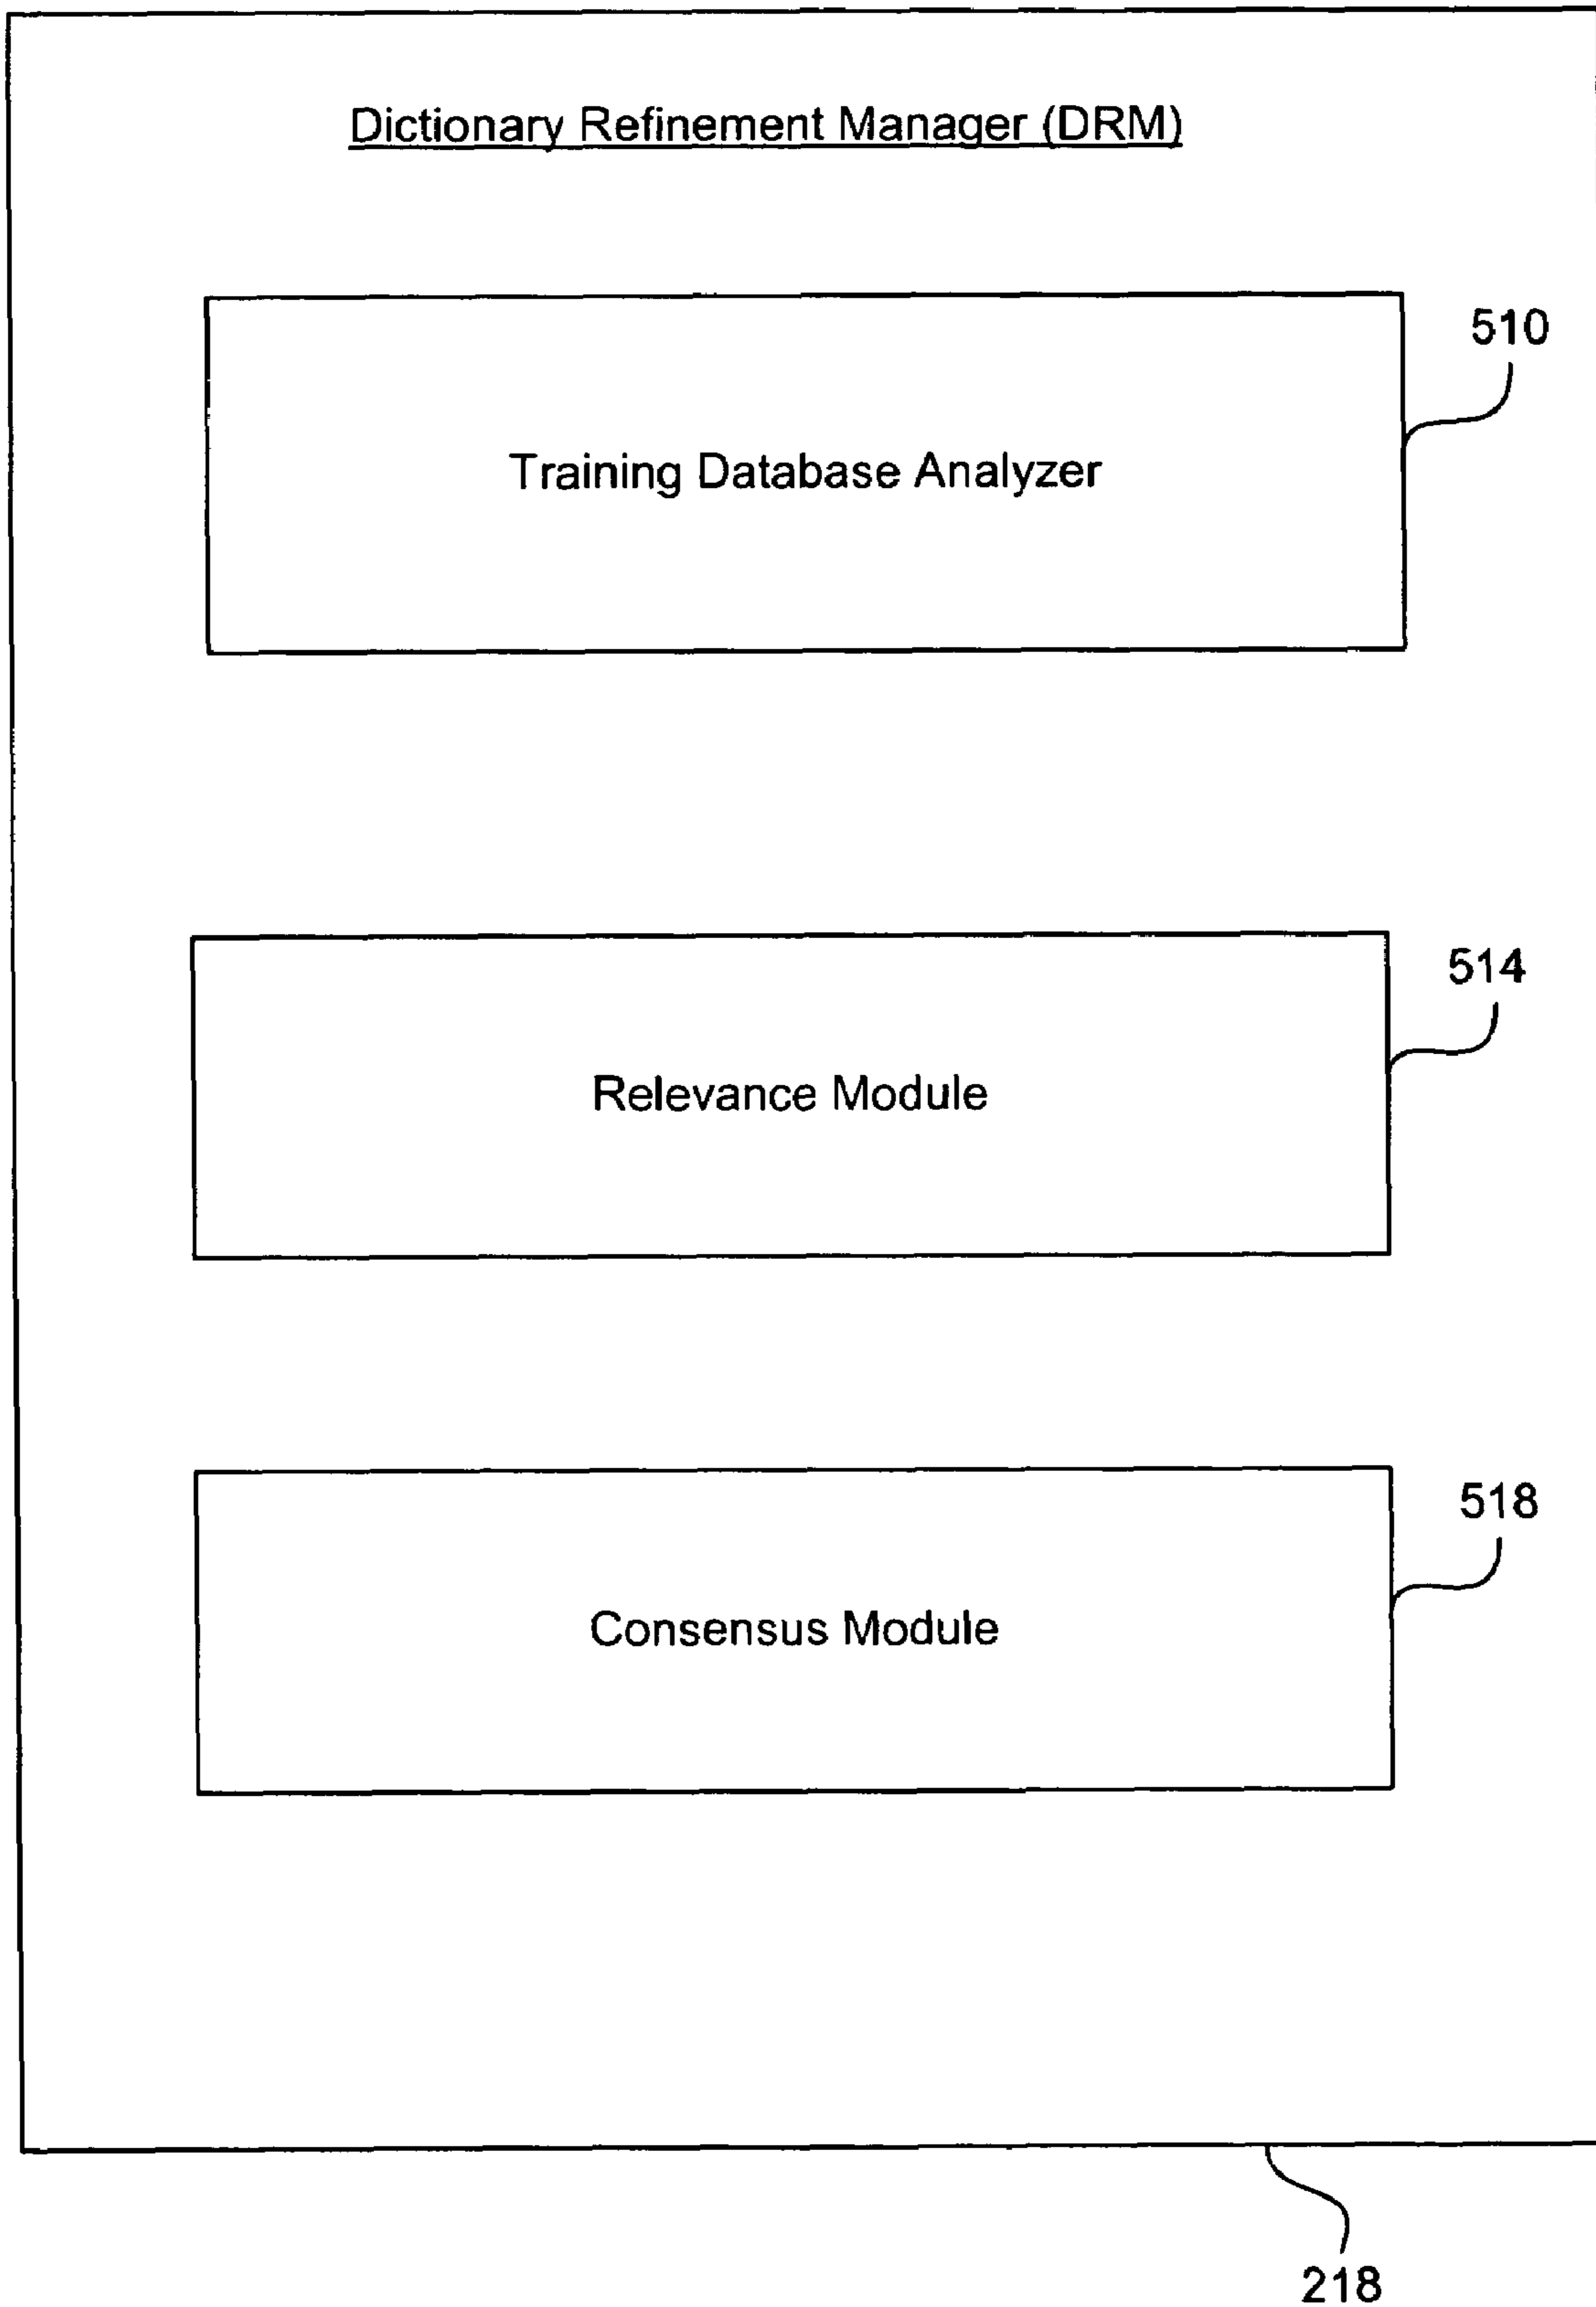 Dictionary Refinement Manager (DRM)
510
Training Database Analyzer
514
Relevance Module
518
Consensus Module
218